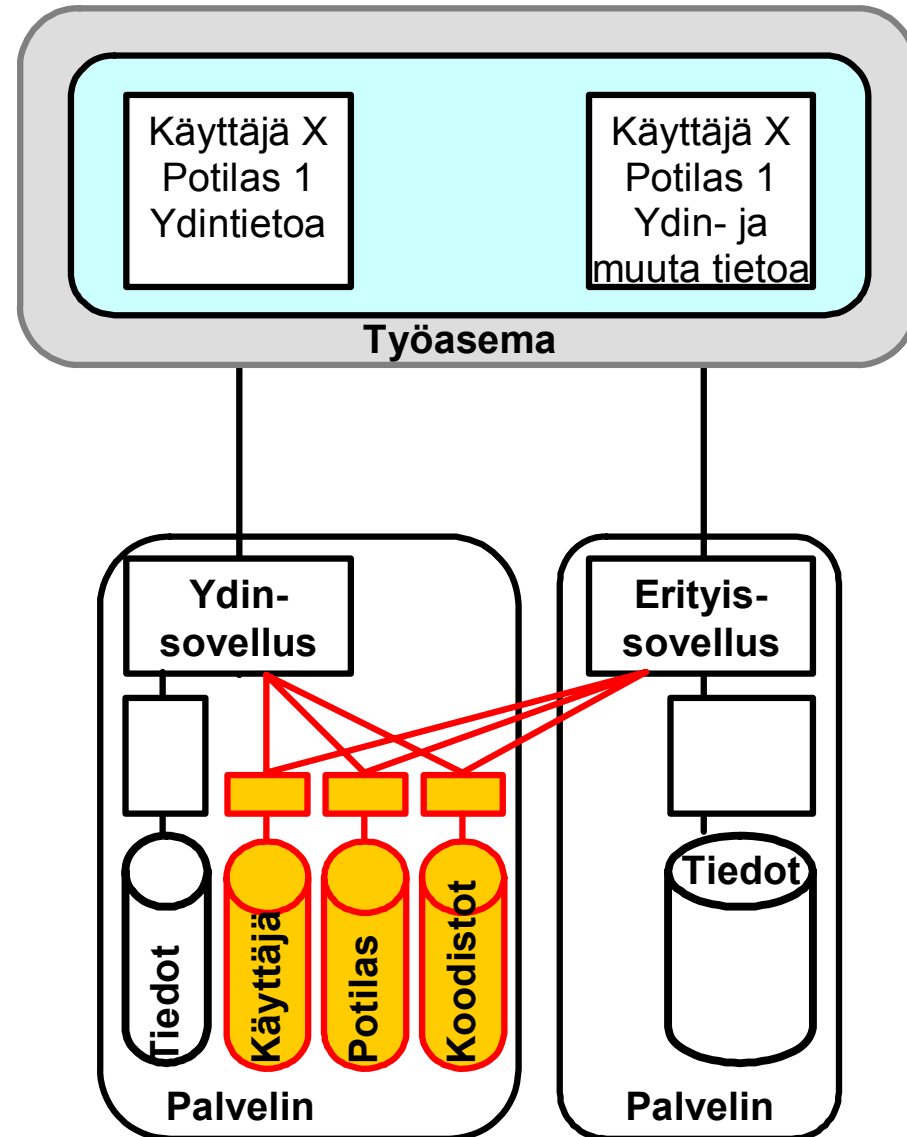 Käyttäjä X
Potilas 1
Ydintietoa
Käyttäjä X
Potilas 1
Ydin- ja
muuta tietoa
Työasema
Ydin-
sovellus
Erityis-
sovellus
Tiedot
Käyttäjä
Potilas
Koodistot
Tiedot
Palvelin
Palvelin